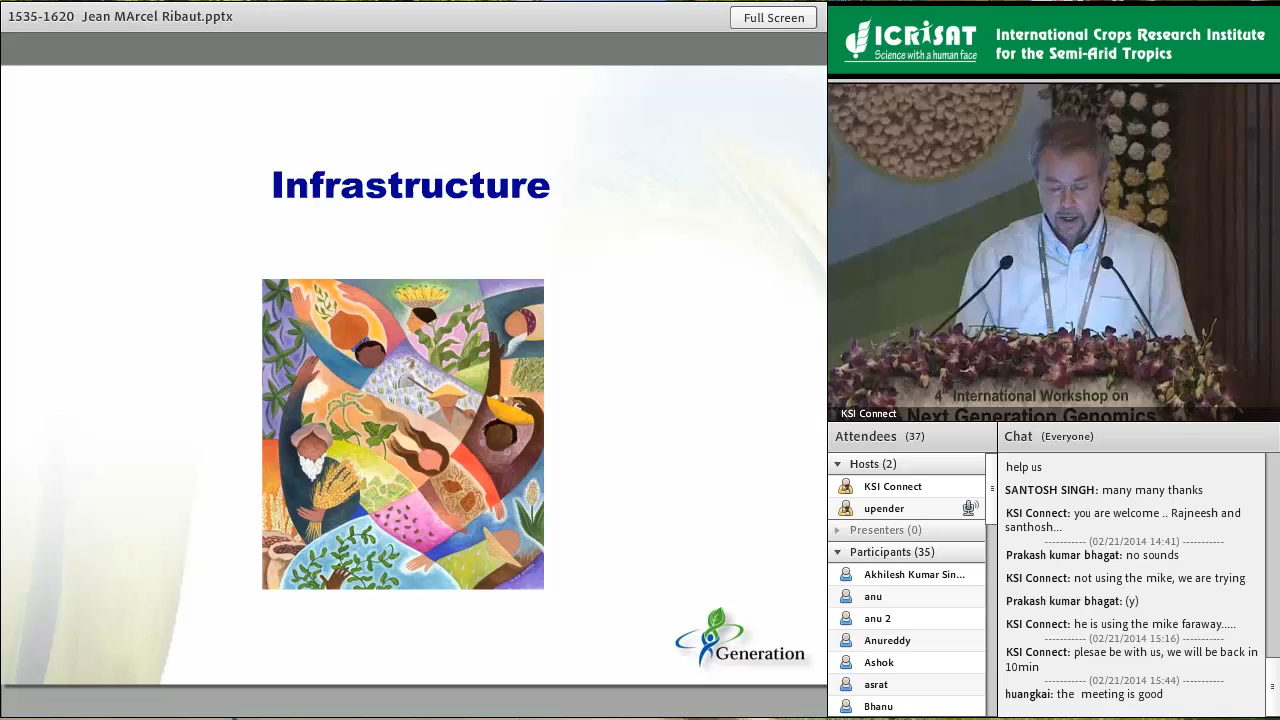 1535-1620 Jean MArcel Ribaut.pptx
Full Screen
Infrastructure
Generation
ICRISAT
Science with a human face
International Crops Research Institute
for the Semi-Arid Tropics
4th International Workshop on
Next Generation Genomics
KSI Connect
Attendees (37)
Hosts (2)
KSI Connect
upender
Presenters (0)
Participants (35)
Akhilesh Kumar Sin...
anu
anu 2
Anureddy
Ashok
asrat
Bhanu
Chat (Everyone)
help us
SANTOSH SINGH: many many thanks
KSI Connect: you are welcome .. Rajneesh and
santhosh...
----------- (02/21/2014 14:41) -----------
Prakash kumar bhagat: no sounds
KSI Connect: not using the mike, we are trying
Prakash kumar bhagat: (y)
KSI Connect: he is using the mike faraway.....
----------- (02/21/2014 15:16) -----------
KSI Connect: plesae be with us, we will be back in
10min
----------- (02/21/2014 15:44) -----------
huangkai: the meeting is good